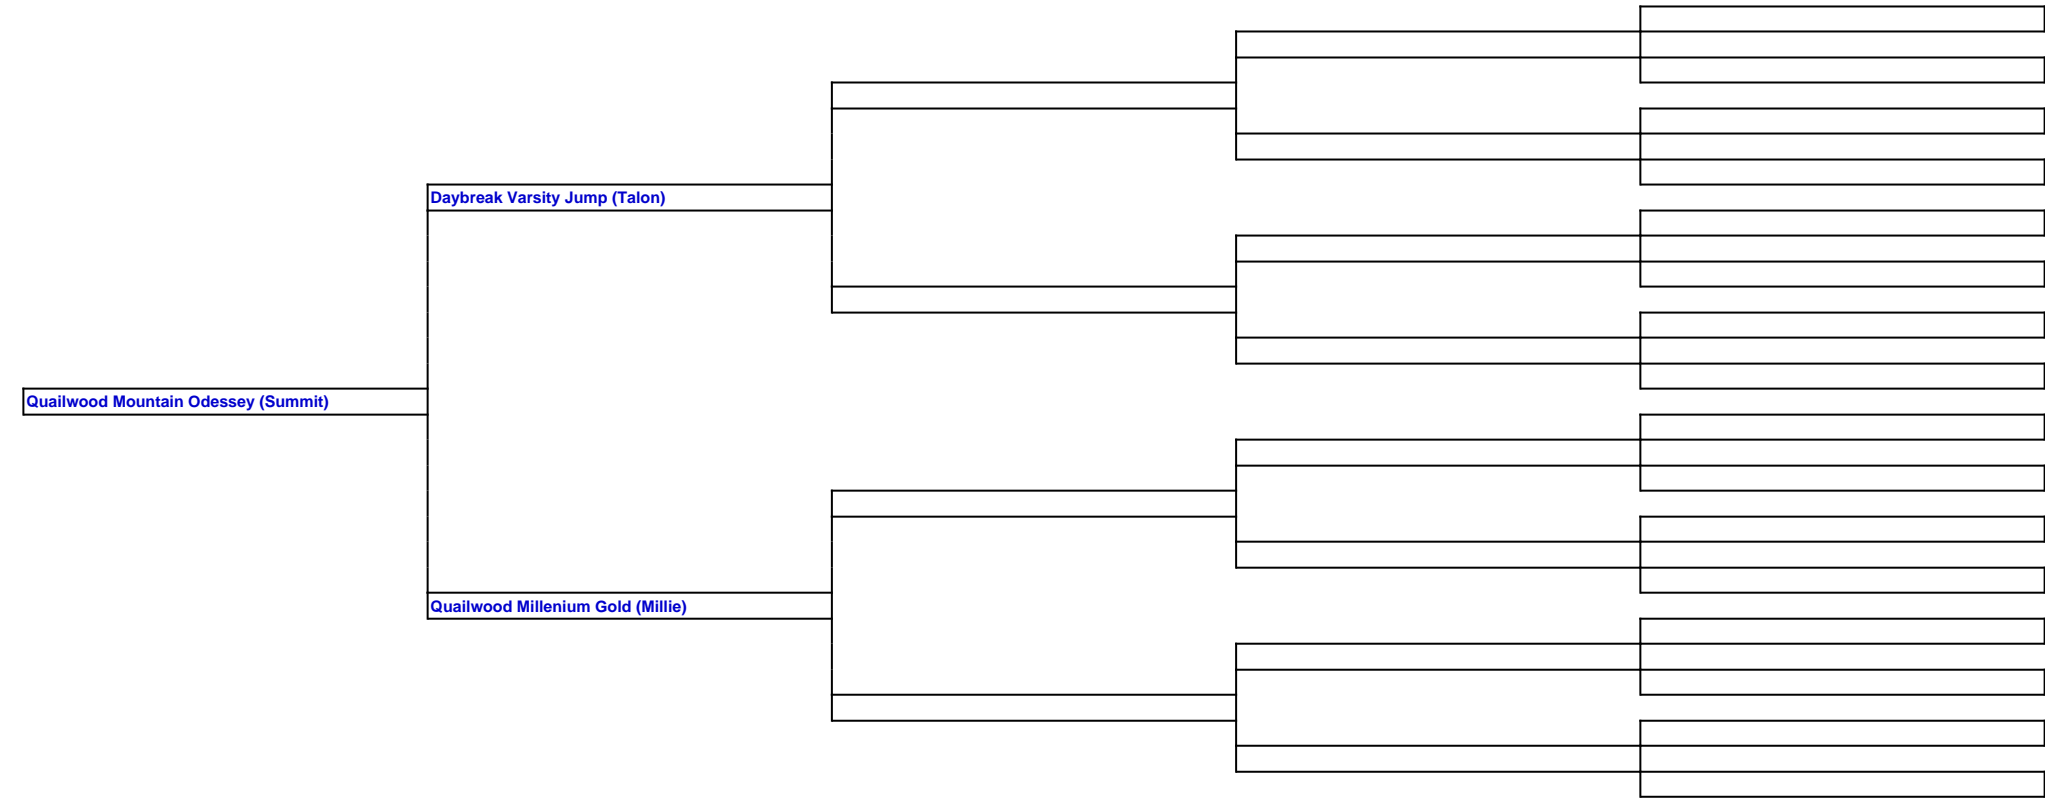 Daybreak Varsity Jump (Talon)
Quailwood Mountain Odessey (Summit)
Quailwood Millenium Gold (Millie)